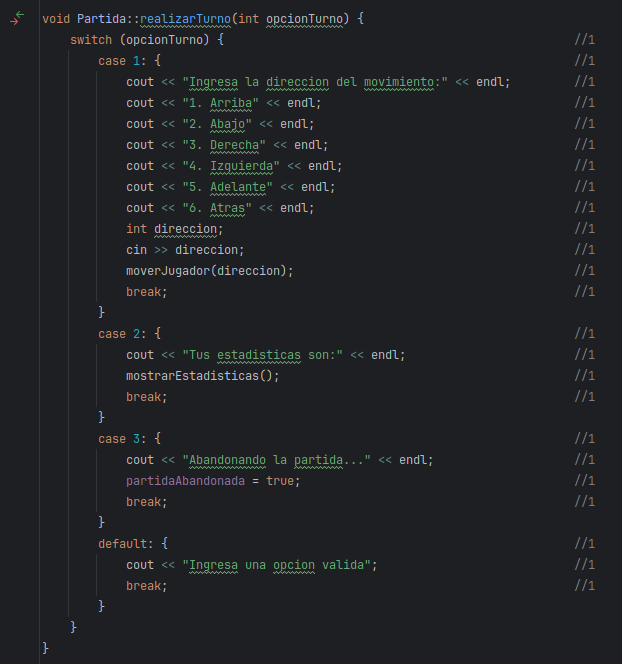 void Partida::realizarTurno(int opcionTurno) {
    switch (opcionTurno) { //1
        case 1: { //1
            cout << "Ingresa la direccion del movimiento:" << endl; //1
            cout << "1. Arriba" << endl; //1
            cout << "2. Abajo" << endl; //1
            cout << "3. Derecha" << endl; //1
            cout << "4. Izquierda" << endl; //1
            cout << "5. Adelante" << endl; //1
            cout << "6. Atras" << endl; //1
            int direccion; //1
            cin >> direccion; //1
            moverJugador(direccion); //1
            break; //1
        }
        case 2: { //1
            cout << "Tus estadisticas son:" << endl; //1
            mostrarEstadisticas(); //1
            break; //1
        }
        case 3: { //1
            cout << "Abandonando la partida..." << endl; //1
            partidaAbandonada = true; //1
            break; //1
        }
        default: { //1
            cout << "Ingresa una opcion valida"; //1
            break; //1
        }
    }
}